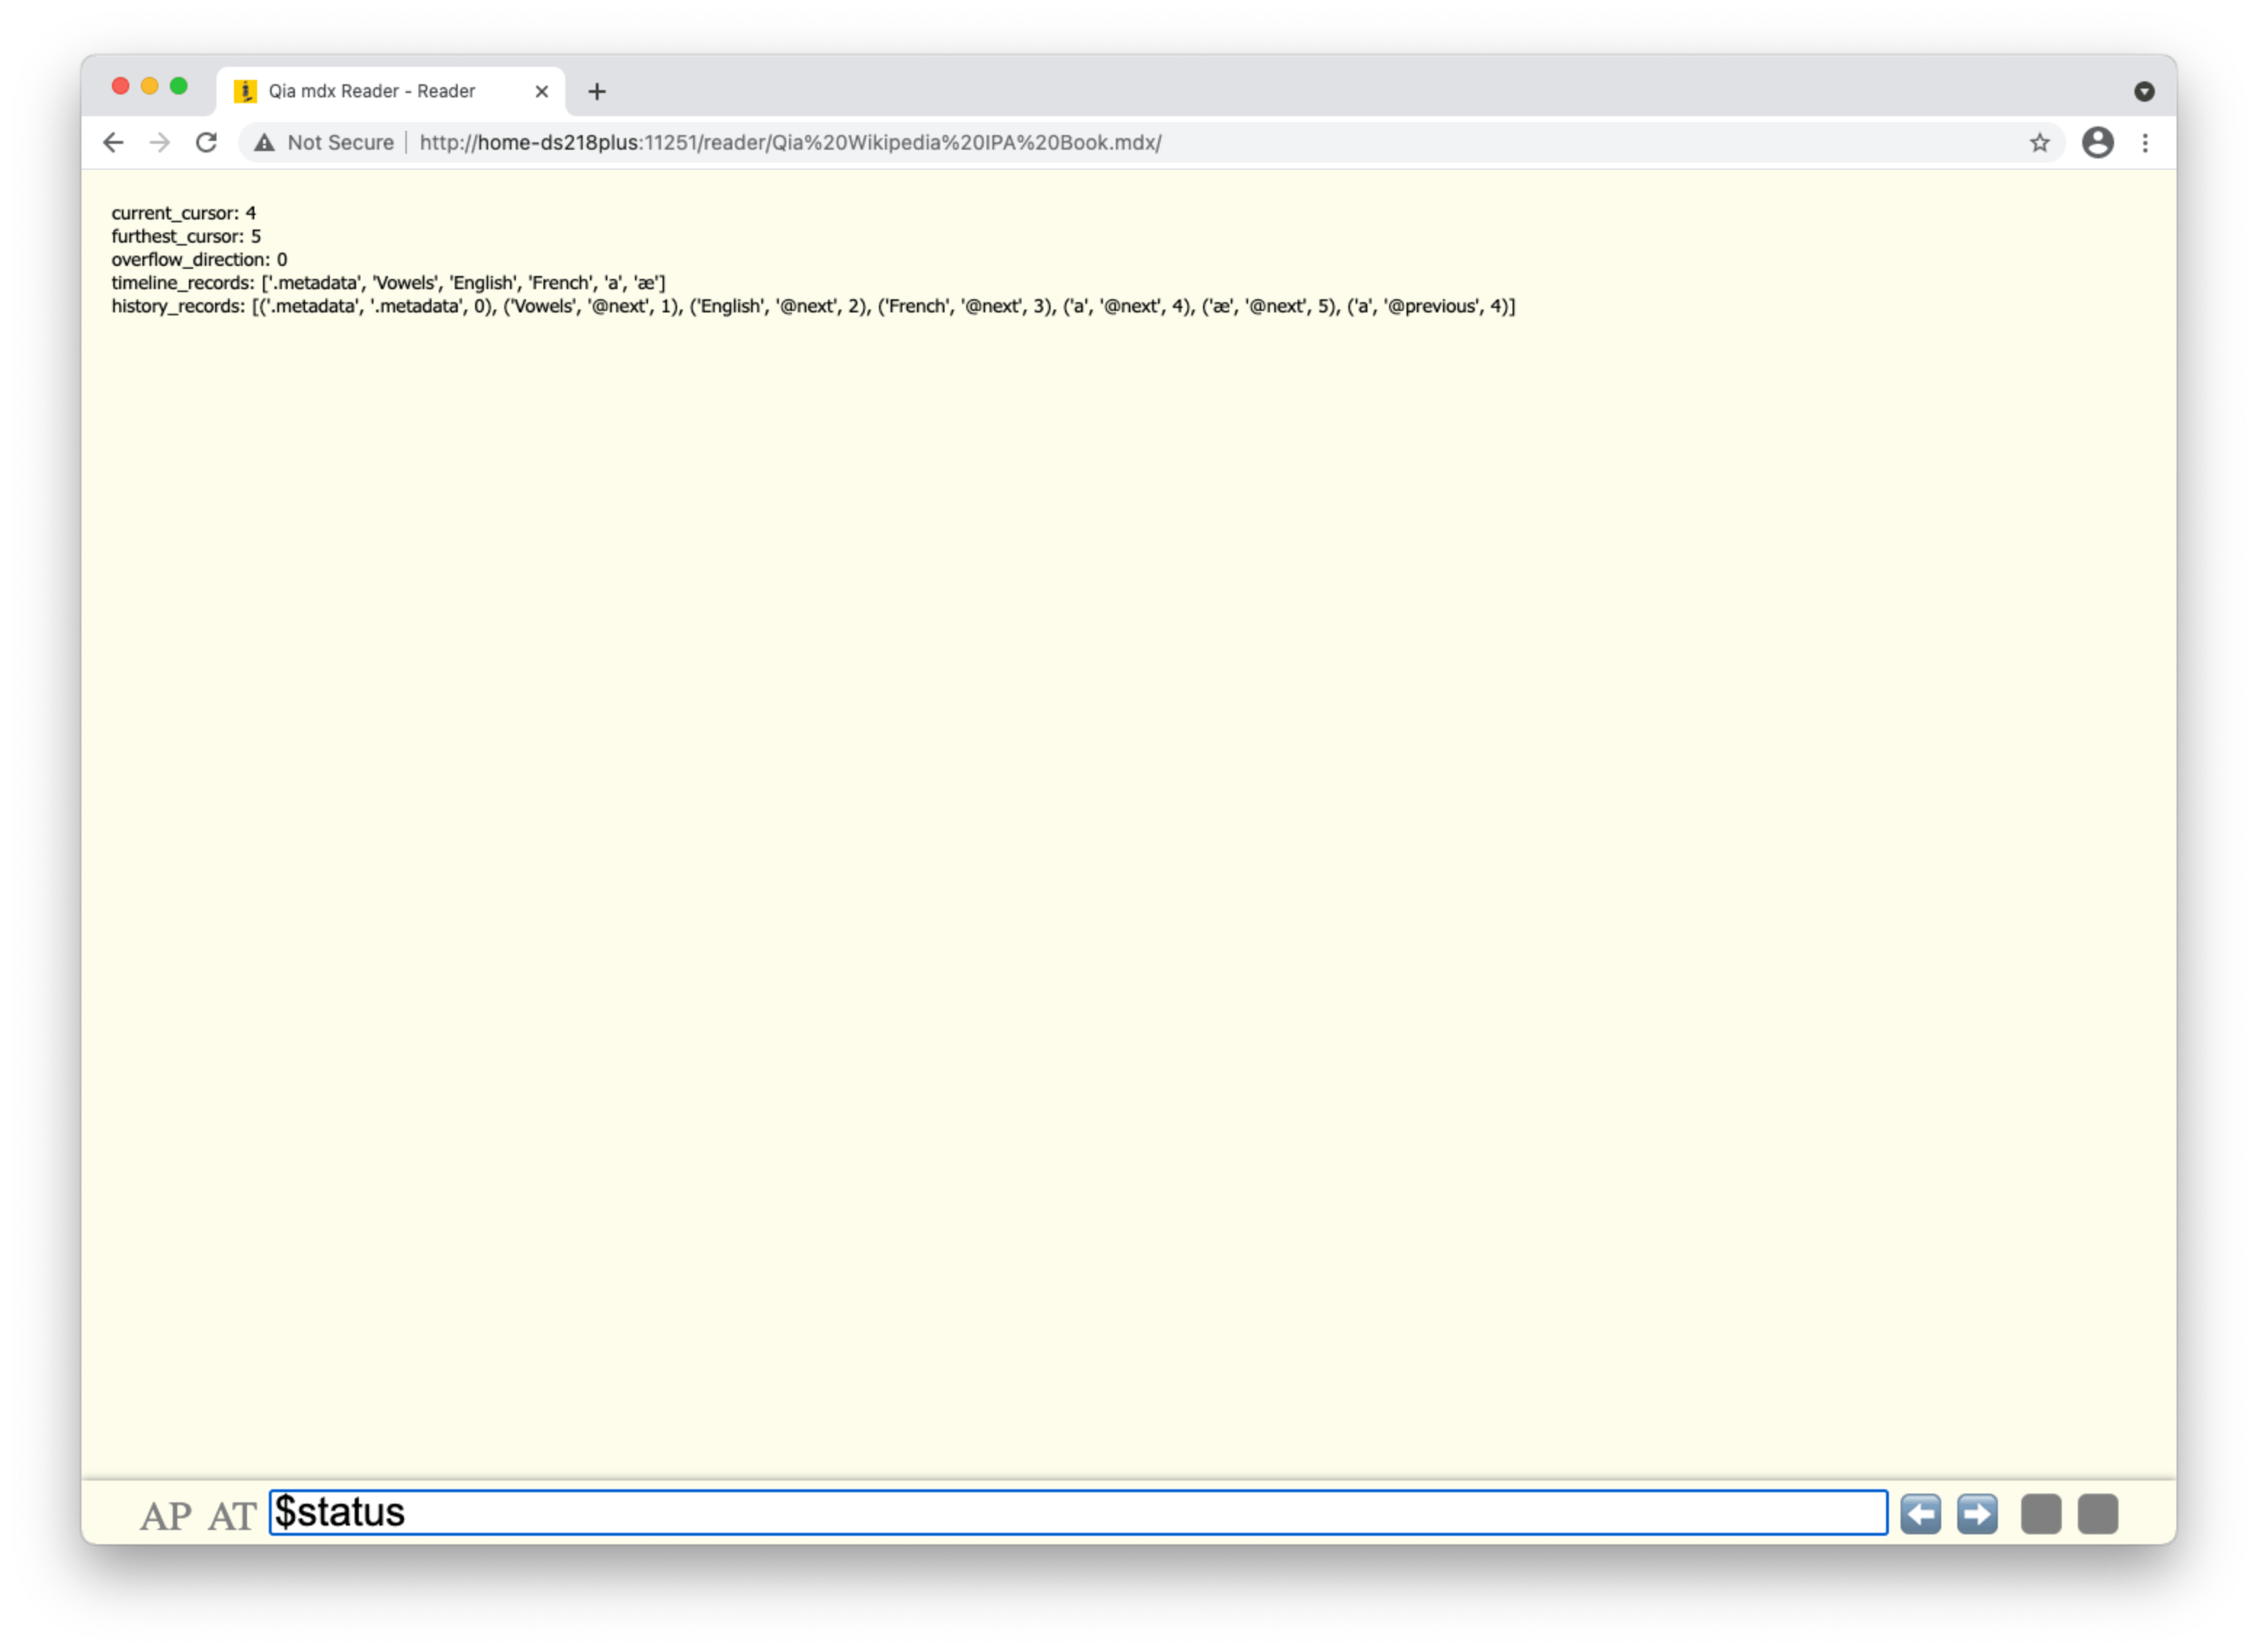 Qia mdx Reader - Reader
Not Secure | http://home-ds218plus:11251/reader/Qia%20Wikipedia%20IPA%20Book.mdx/
current_cursor: 4
furthest_cursor: 5
overflow_direction: 0
timeline_records: ['.metadata', 'Vowels', 'English', 'French', 'a', 'æ']
history_records: [('.metadata', '.metadata', 0), ('Vowels', '@next', 1), ('English', '@next', 2), ('French', '@next', 3), ('a', '@next', 4), ('æ', '@next', 5), ('a', '@previous', 4)]
AP AT $status